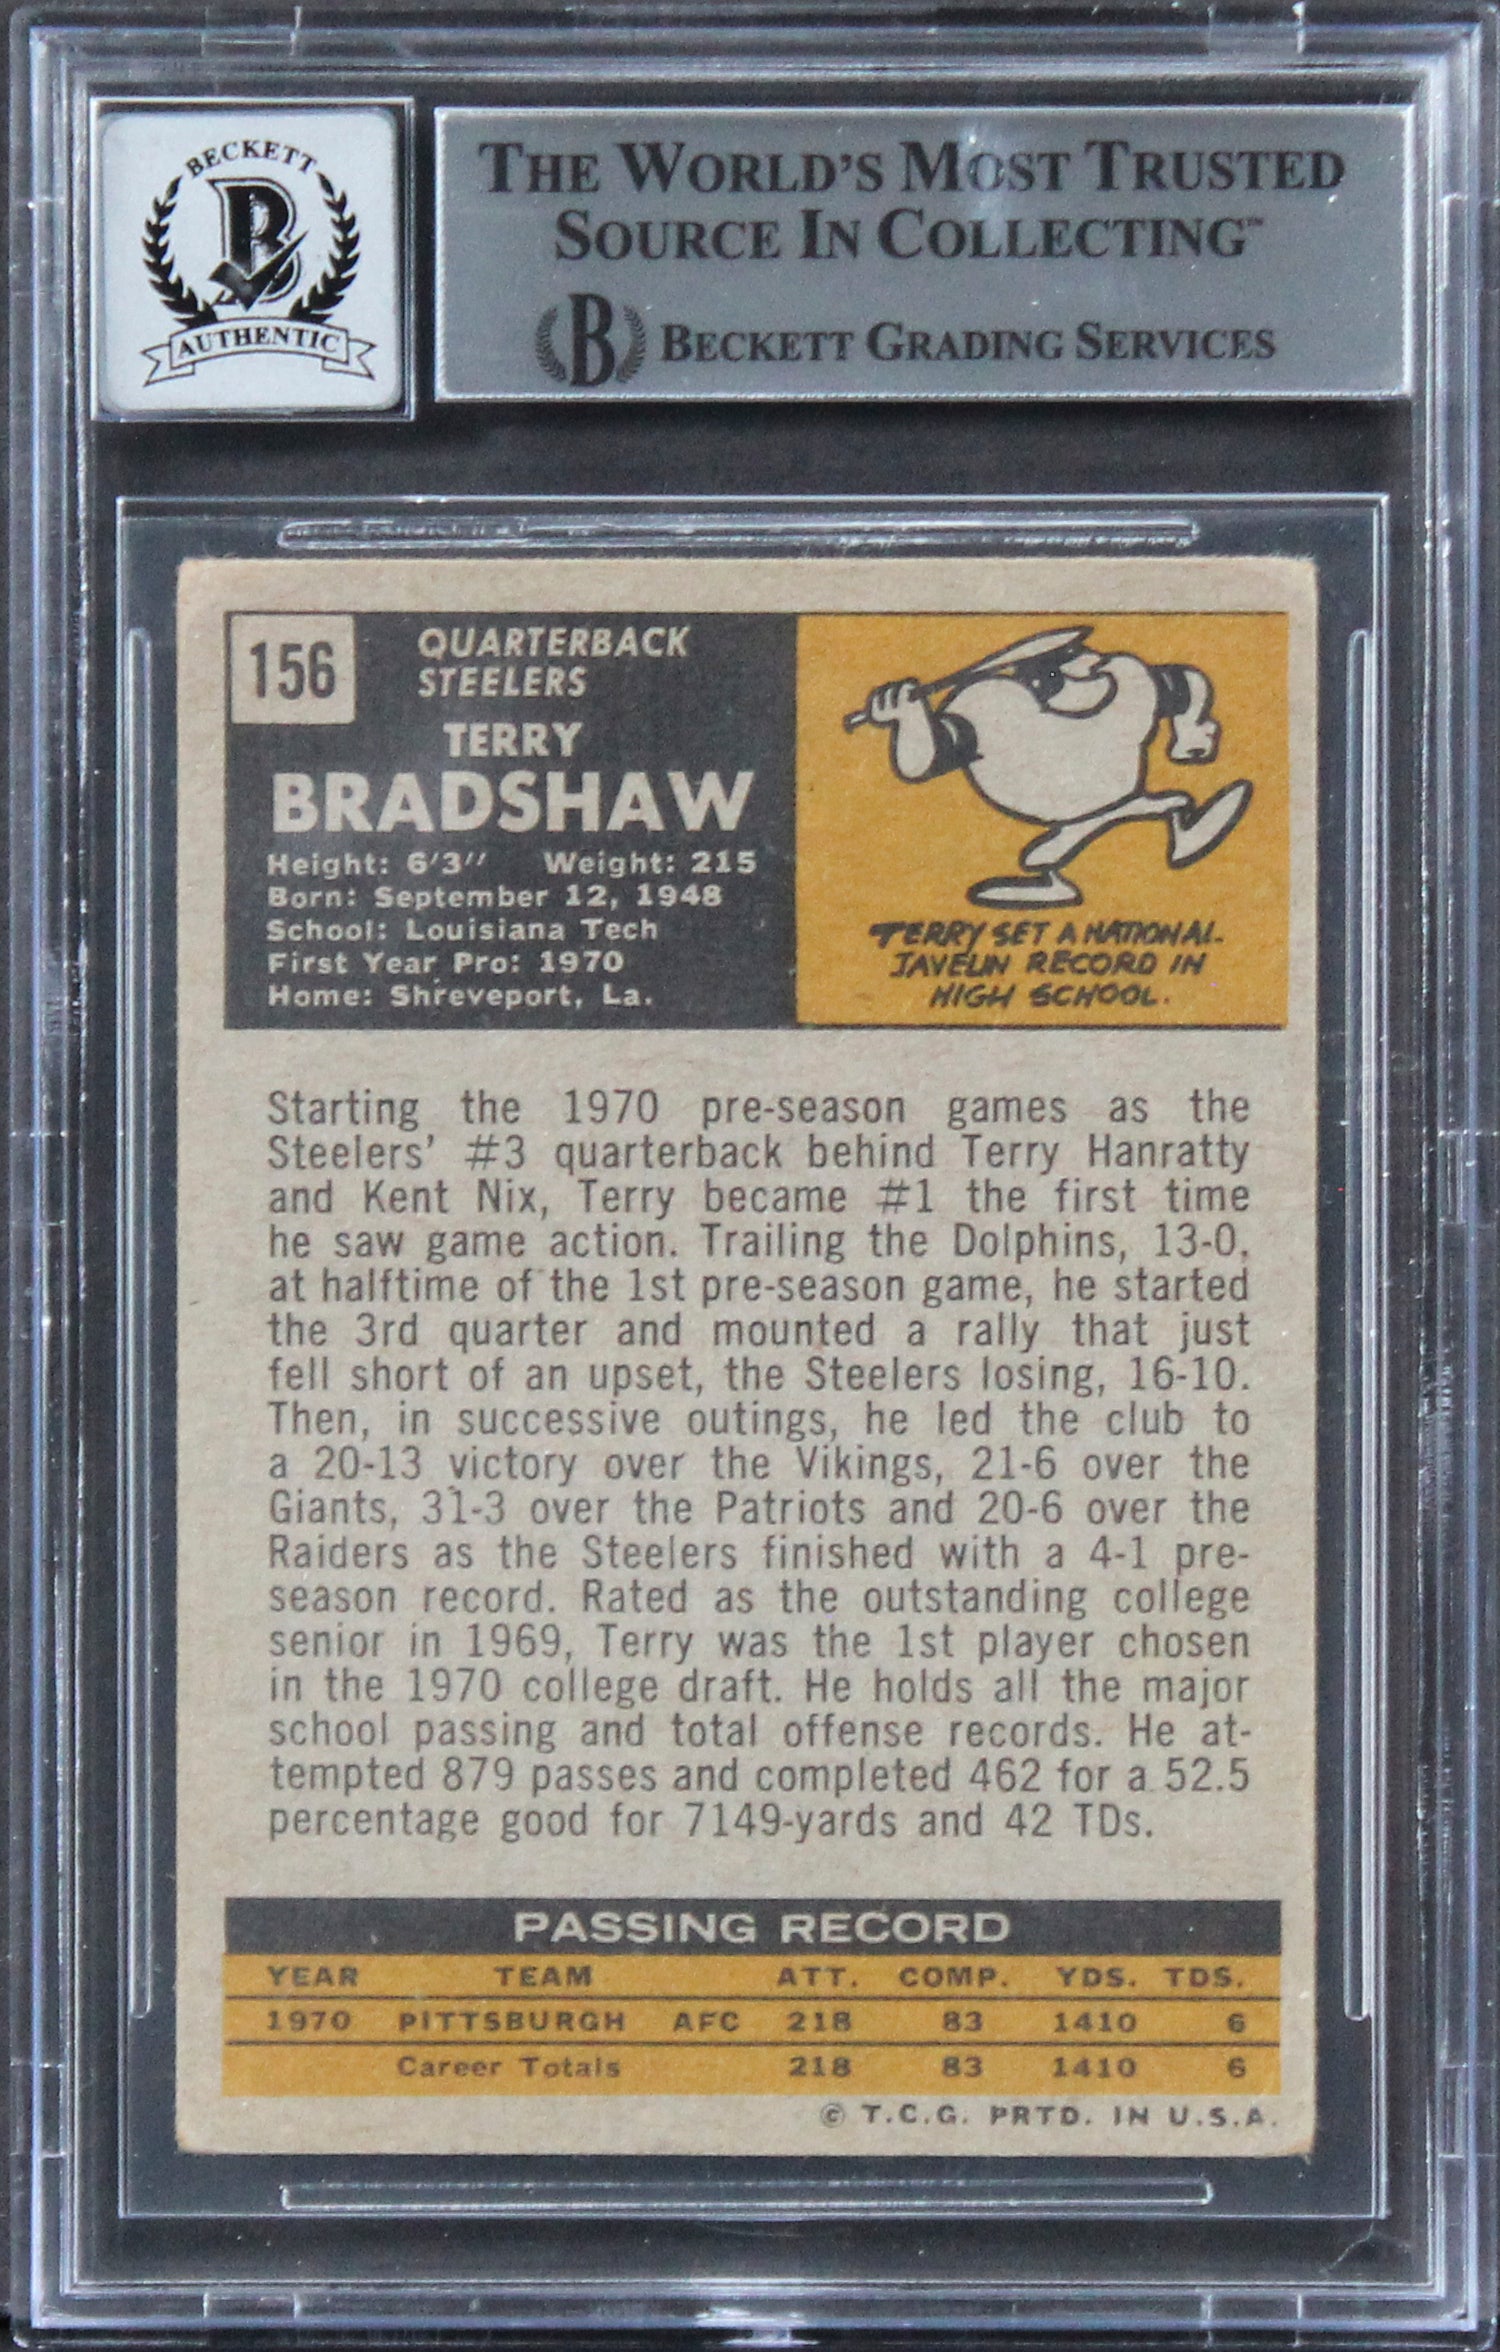 BECKETT
B
AUTHENTIC
THE WORLD'S MOST TRUSTED
SOURCE IN COLLECTING™
B BECKETT GRADING SERVICES
156
QUARTERBACK
STEELERS
TERRY
BRADSHAW
Height: 6'3'' Weight: 215
Born: September 12, 1948
School: Louisiana Tech
First Year Pro: 1970
Home: Shreveport, La.
TERRY SET A NATIONAL
JAVELIN RECORD IN
HIGH SCHOOL.
Starting the 1970 pre-season games as the
Steelers' #3 quarterback behind Terry Hanratty
and Kent Nix, Terry became #1 the first time
he saw game action. Trailing the Dolphins, 13-0,
at halftime of the 1st pre-season game, he started
the 3rd quarter and mounted a rally that just
fell short of an upset, the Steelers losing, 16-10.
Then, in successive outings, he led the club to
a 20-13 victory over the Vikings, 21-6 over the
Giants, 31-3 over the Patriots and 20-6 over the
Raiders as the Steelers finished with a 4-1 pre-
season record. Rated as the outstanding college
senior in 1969, Terry was the 1st player chosen
in the 1970 college draft. He holds all the major
school passing and total offense records. He at-
tempted 879 passes and completed 462 for a 52.5
percentage good for 7149-yards and 42 TDs.
PASSING RECORD
YEAR TEAM ATT. COMP. YDS. TDS.
1970 PITTSBURGH AFC 218 83 1410 6
Career Totals 218 83 1410 6
© T.C.G. PRTD. IN U.S.A.